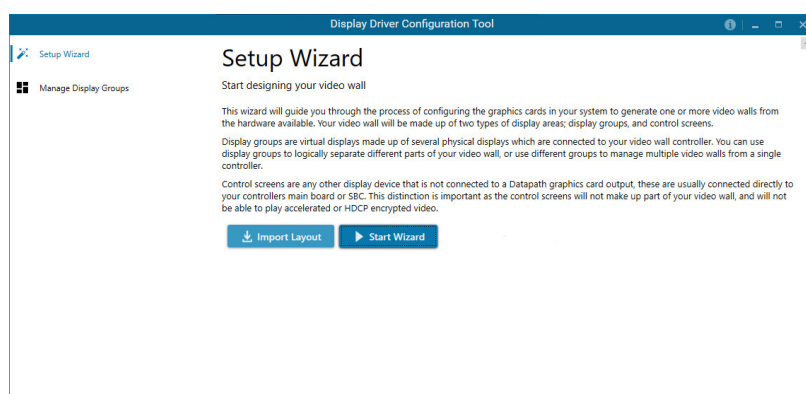 Display Driver Configuration Tool
Setup Wizard
Manage Display Groups
Setup Wizard
Start designing your video wall
This wizard will guide you through the process of configuring the graphics cards in your system to generate one or more video walls from
the hardware available. Your video wall will be made up of two types of display areas; display groups, and control screens.
Display groups are virtual displays made up of several physical displays which are connected to your video wall controller. You can use
display groups to logically separate different parts of your video wall, or use different groups to manage multiple video walls from a single
controller.
Control screens are any other display device that is not connected to a Datapath graphics card output, these are usually connected directly to
your controllers main board or SBC. This distinction is important as the control screens will not make up part of your video wall, and will not
be able to play accelerated or HDCP encrypted video.
Import Layout
Start Wizard